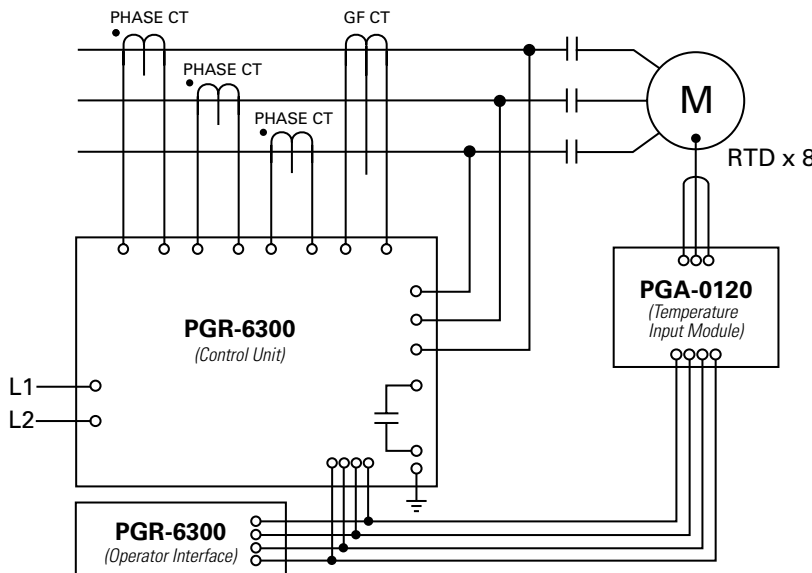 PHASE CT
GF CT
PHASE CT
PHASE CT
M
RTD x 8
PGR-6300
(Control Unit)
PGA-0120
(Temperature
Input Module)
L1
L2
PGR-6300
(Operator Interface)